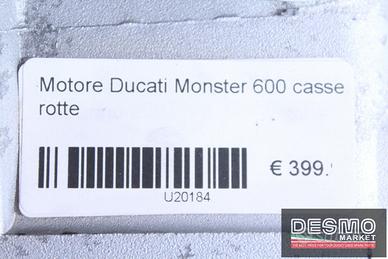 Motore Ducati Monster 600 casse
rotte
€ 399.
U20184
DESMO
MARKET